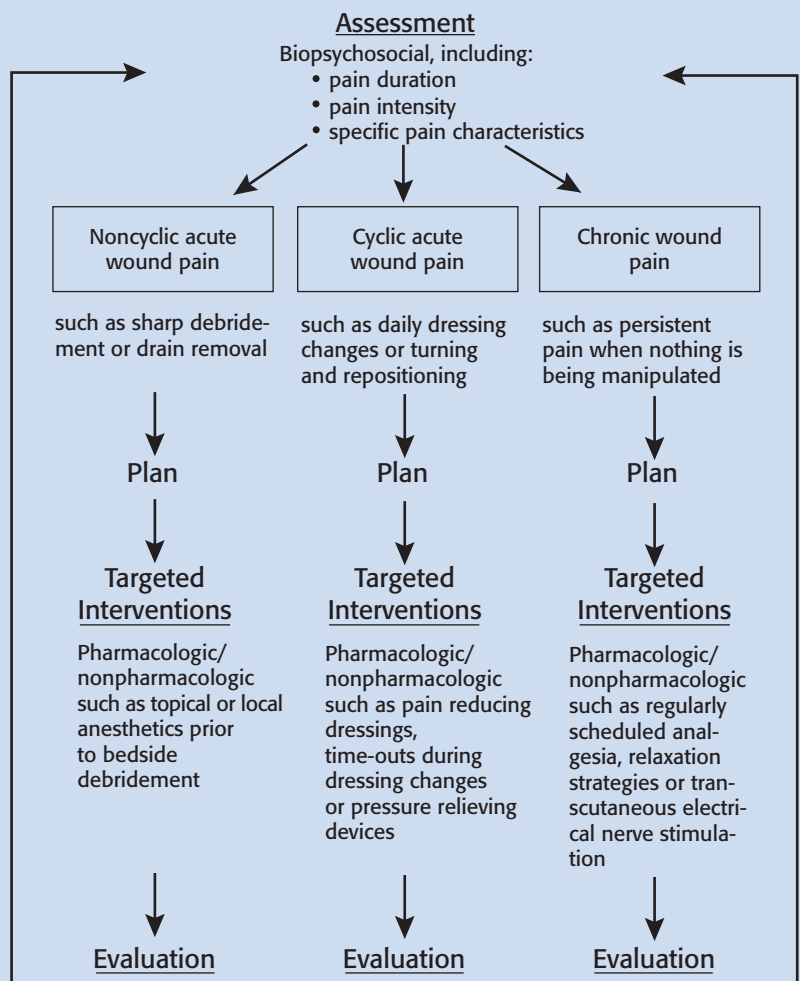 Assessment
Biopsychosocial, including:
• pain duration
• pain intensity
• specific pain characteristics
Noncyclic acute
wound pain
such as sharp debride-
ment or drain removal
Plan
Targeted
Interventions
Pharmacologic/
nonpharmacologic
such as topical or local
anesthetics prior
to bedside
debridement
Evaluation
Cyclic acute
wound pain
such as daily dressing
changes or turning
and repositioning
Plan
Targeted
Interventions
Pharmacologic/
nonpharmacologic
such as pain reducing
dressings,
time-outs during
dressing changes
or pressure relieving
devices
Evaluation
Chronic wound
pain
such as persistent
pain when nothing is
being manipulated
Plan
Targeted
Interventions
Pharmacologic/
nonpharmacologic
such as regularly
scheduled anal-
gesia, relaxation
strategies or tran-
scutaneous electri-
cal nerve stimula-
tion
Evaluation